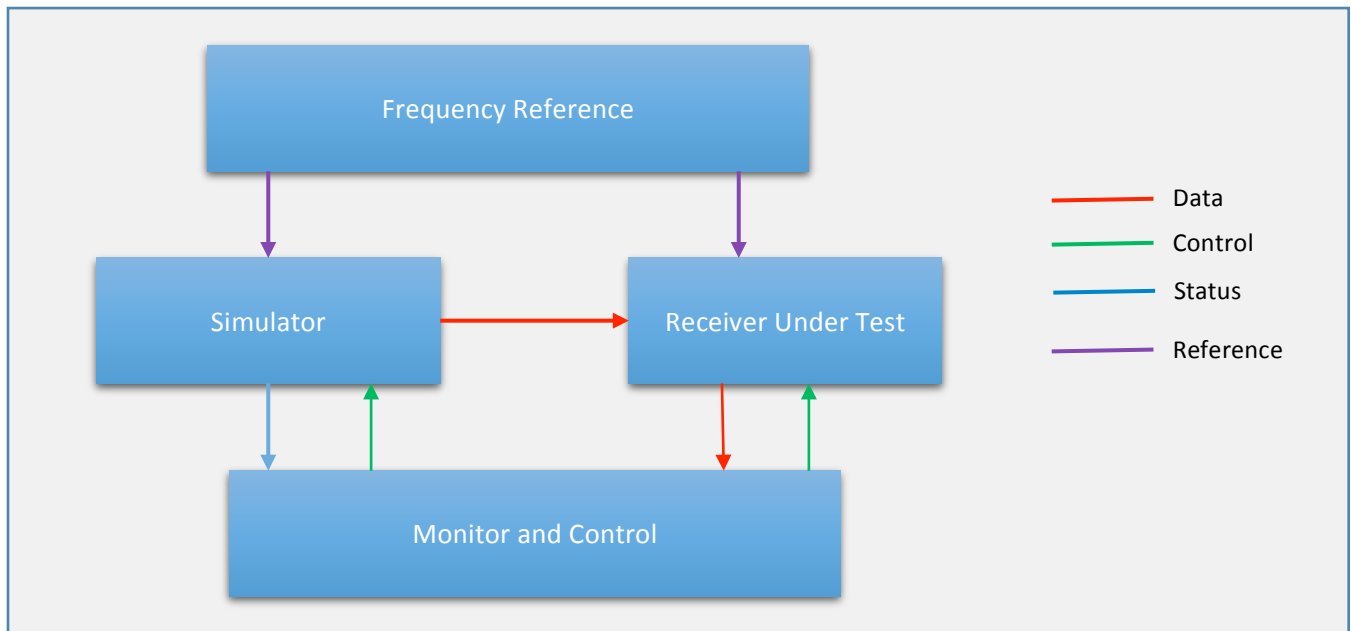 Frequency Reference
Data
Control
Simulator
Receiver Under Test
Status
Reference
Monitor and Control